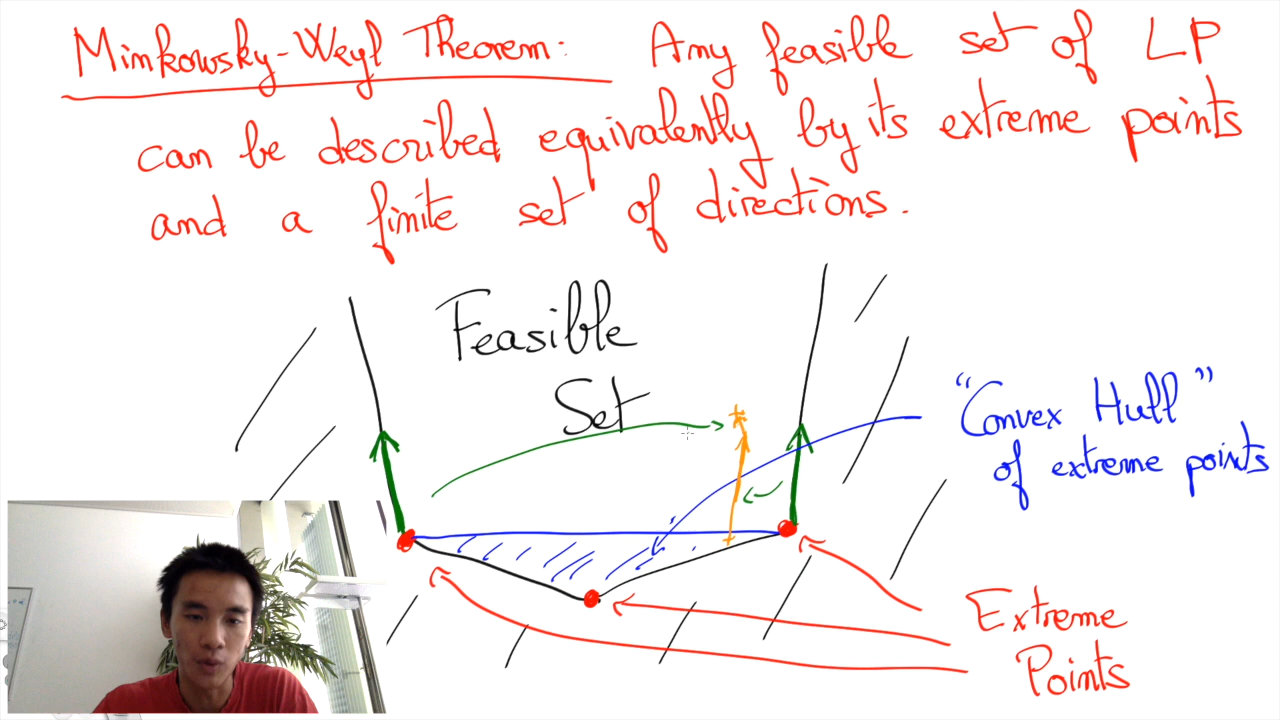 Minkowsky-Weyl Theorem: Any feasible set of LP
can be described equivalently by its extreme points
and a finite set of directions.
Feasible
Set
"Convex Hull"
of extreme points
Extreme
Points